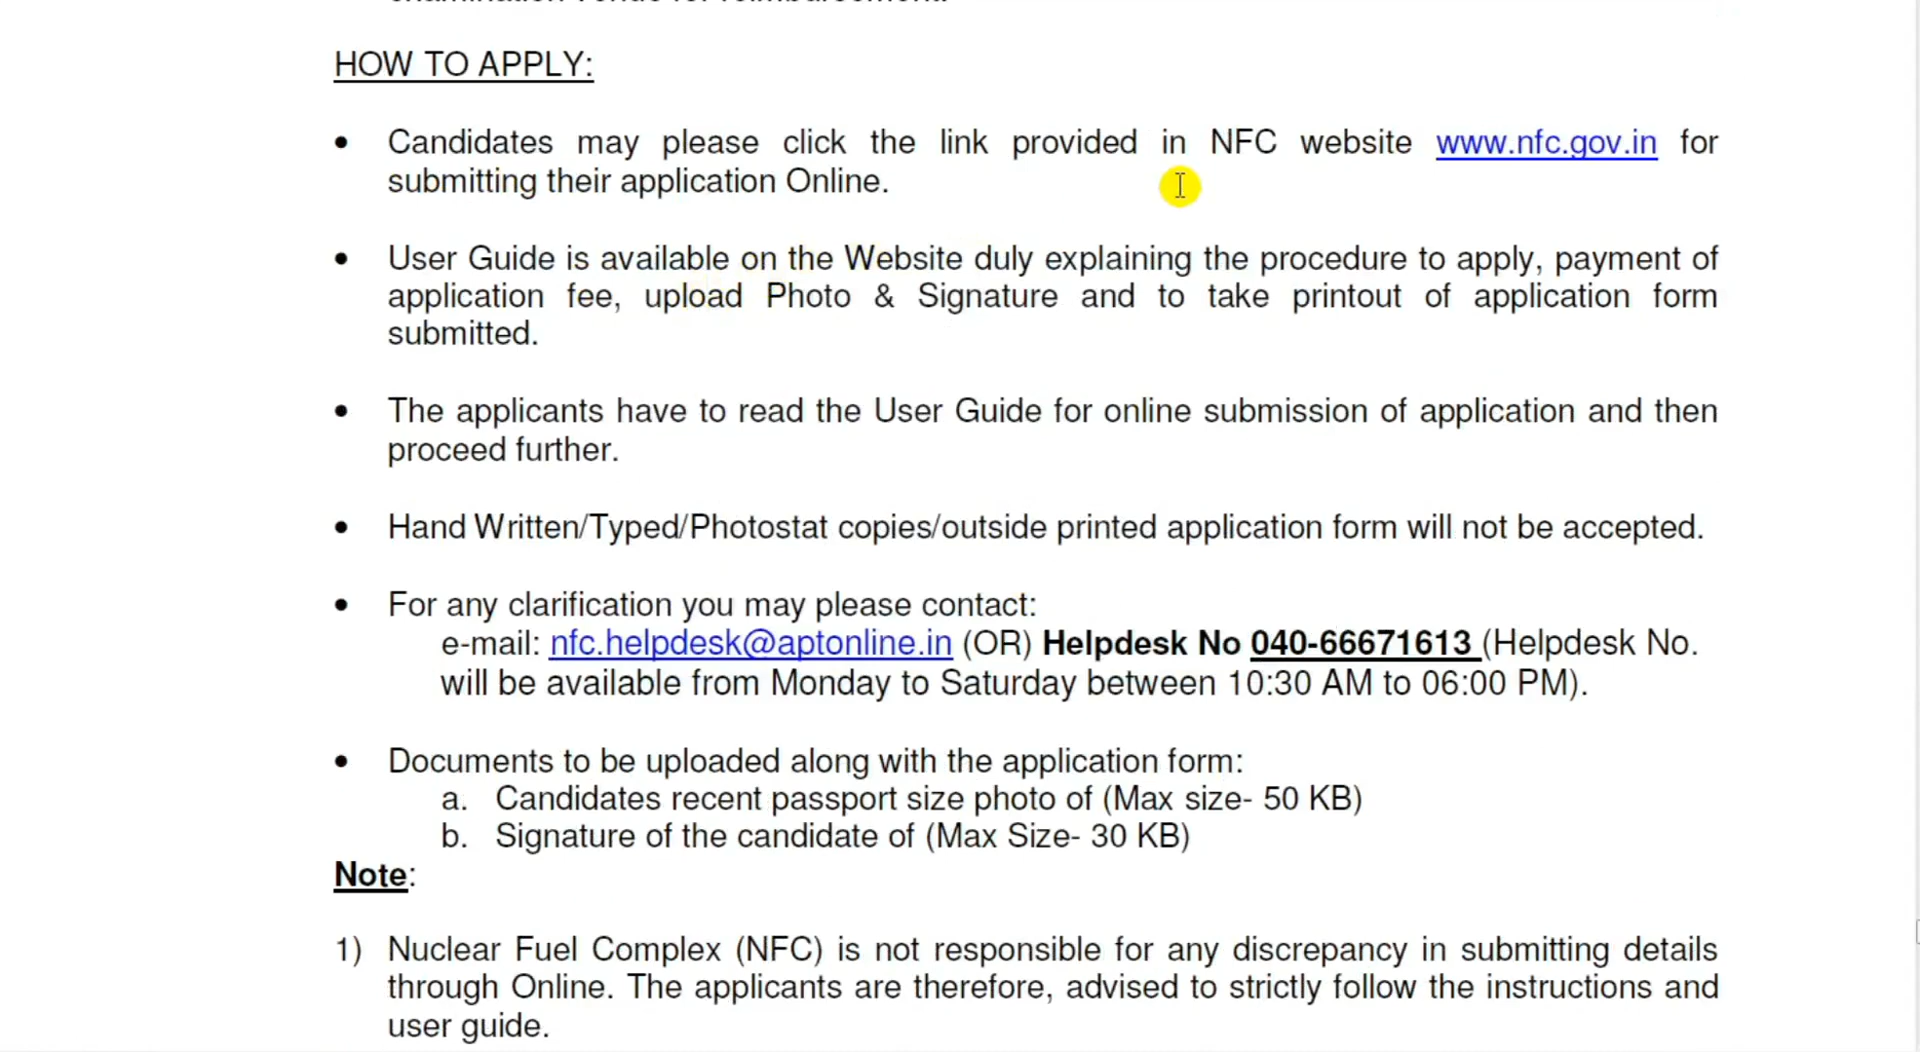 HOW TO APPLY:
• Candidates may please click the link provided in NFC website www.nfc.gov.in for
submitting their application Online.
• User Guide is available on the Website duly explaining the procedure to apply, payment of
application fee, upload Photo & Signature and to take printout of application form
submitted.
• The applicants have to read the User Guide for online submission of application and then
proceed further.
• Hand Written/Typed/Photostat copies/outside printed application form will not be accepted.
• For any clarification you may please contact:
e-mail: nfc.helpdesk@aptonline.in (OR) Helpdesk No 040-66671613 (Helpdesk No.
will be available from Monday to Saturday between 10:30 AM to 06:00 PM).
• Documents to be uploaded along with the application form:
a. Candidates recent passport size photo of (Max size- 50 KB)
b. Signature of the candidate of (Max Size- 30 KB)
Note:
1) Nuclear Fuel Complex (NFC) is not responsible for any discrepancy in submitting details
through Online. The applicants are therefore, advised to strictly follow the instructions and
user guide.